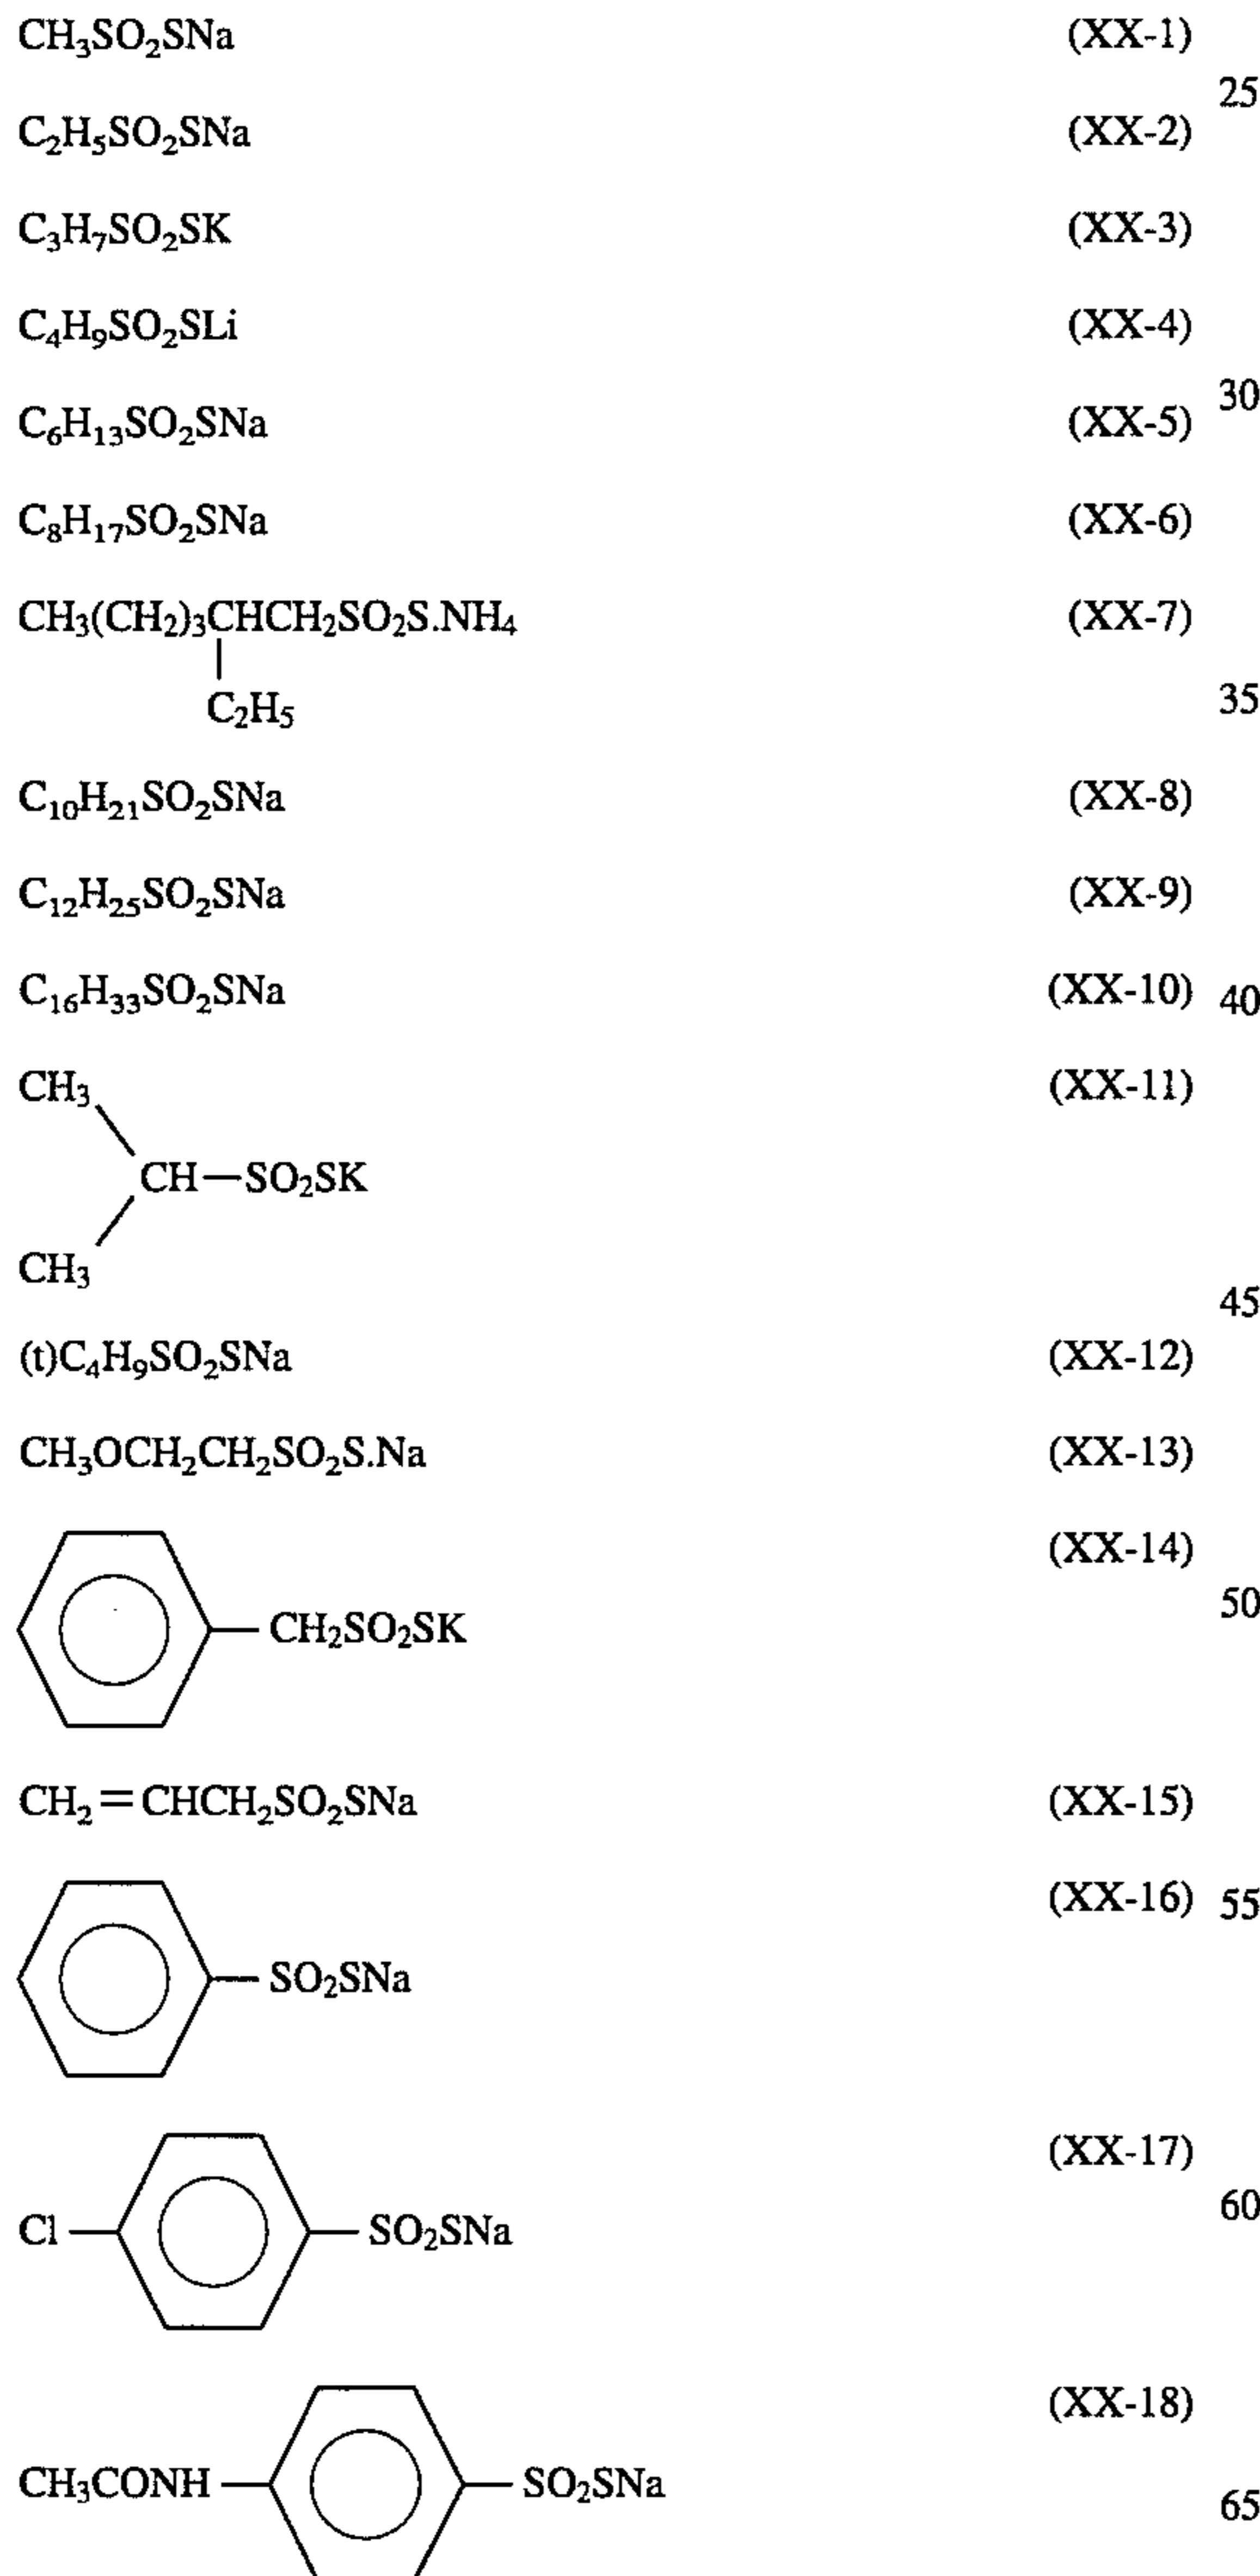 CH₃SO₂SNa (XX-1)
25
C₂H₅SO₂SNa (XX-2)
C₃H₇SO₂SK (XX-3)
C₄H₉SO₂SLi (XX-4)
30
C₆H₁₃SO₂SNa (XX-5)
C₈H₁₇SO₂SNa (XX-6)
CH₃(CH₂)₃CHCH₂SO₂S.NH₄ (XX-7)
C₂H₅ 35
C₁₀H₂₁SO₂SNa (XX-8)
C₁₂H₂₅SO₂SNa (XX-9)
C₁₆H₃₃SO₂SNa (XX-10) 40
CH₃ (XX-11)
CH—SO₂SK
CH₃
45
(t)C₄H₉SO₂SNa (XX-12)
CH₃OCH₂CH₂SO₂S.Na (XX-13)
(XX-14)
50
CH₂SO₂SK
CH₂=CHCH₂SO₂SNa (XX-15)
(XX-16) 55
SO₂SNa
(XX-17)
60
Cl SO₂SNa
(XX-18)
CH₃CONH SO₂SNa
65